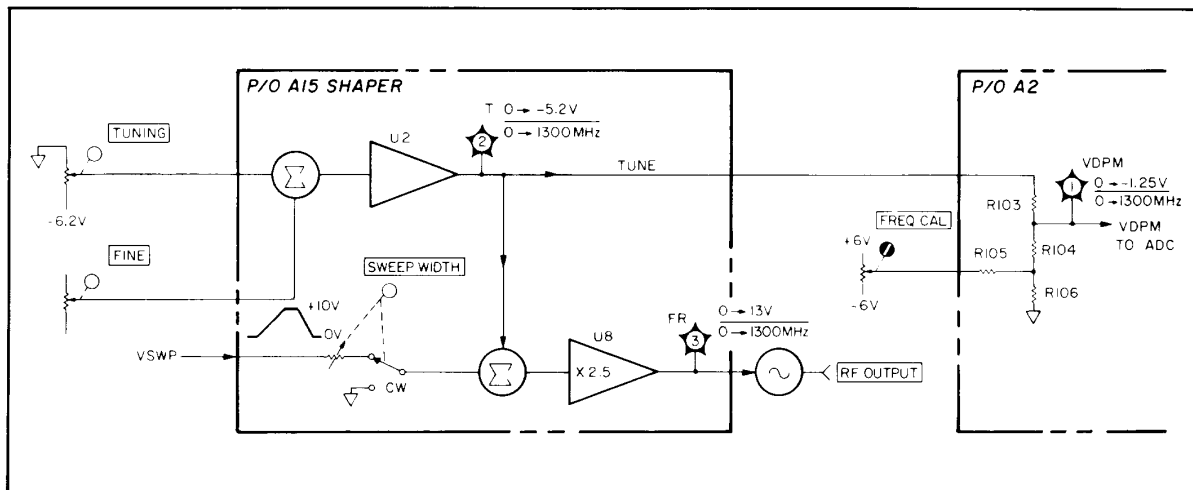 P/O A15 SHAPER
P/O A2
TUNING
-6.2V
FINE
VSWP
+10V
0V
SWEEP WIDTH
CW
Σ
U2
T 0 → -5.2V
2
0 → 1300MHz
TUNE
Σ
U8
X 2.5
FR
0 → 13V
3
0 → 1300MHz
RF OUTPUT
FREQ CAL
+6V
-6V
R105
R103
R104
R106
VDPM
1
0 → -1.25V
0 → 1300MHz
VDPM
TO ADC